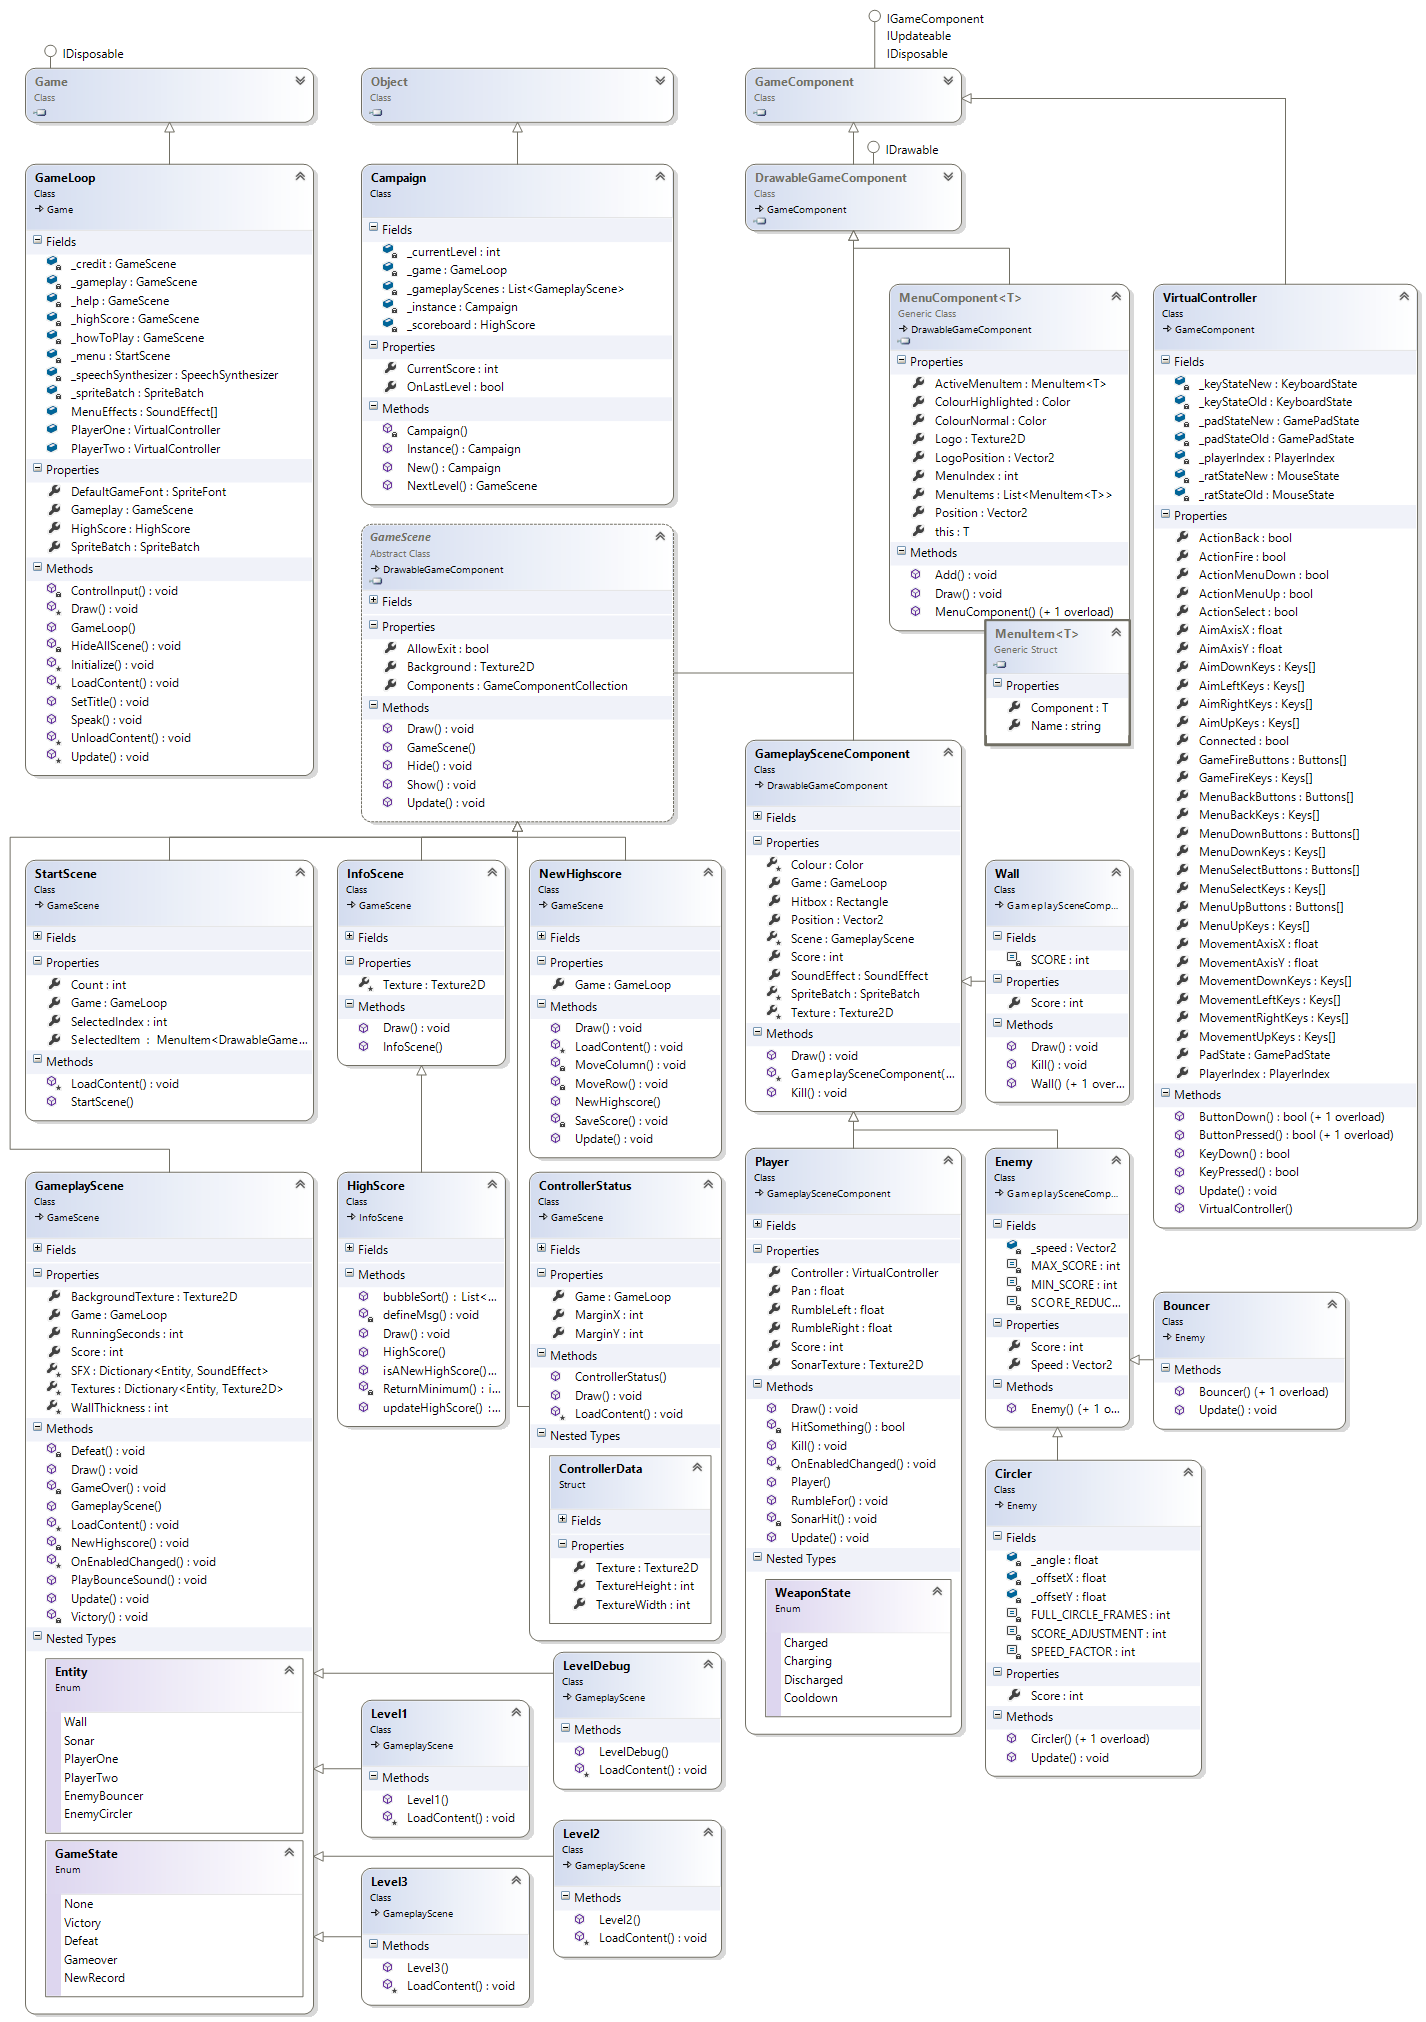 IDisposable
Game
Class
GameLoop
Class
Game
Fields
_credit : GameScene
_gameplay : GameScene
_help : GameScene
_highScore : GameScene
_howToPlay : GameScene
_menu : StartScene
_speechSynthesizer : SpeechSynthesizer
_spriteBatch : SpriteBatch
MenuEffects : SoundEffect[]
PlayerOne : VirtualController
PlayerTwo : VirtualController
Properties
DefaultGameFont : SpriteFont
Gameplay : GameScene
HighScore : HighScore
SpriteBatch : SpriteBatch
Methods
ControlInput() : void
Draw() : void
GameLoop()
HideAllScene() : void
Initialize() : void
LoadContent() : void
SetTitle() : void
Speak() : void
UnloadContent() : void
Update() : void
Object
Class
Campaign
Class
Fields
_currentLevel : int
_game : GameLoop
_gameplayScenes : List<GameplayScene>
_instance : Campaign
_scoreboard : HighScore
Properties
CurrentScore : int
OnLastLevel : bool
Methods
Campaign()
Instance() : Campaign
New() : Campaign
NextLevel() : GameScene
GameScene
Abstract Class
DrawableGameComponent
Fields
Properties
AllowExit : bool
Background : Texture2D
Components : GameComponentCollection
Methods
Draw() : void
GameScene()
Hide() : void
Show() : void
Update() : void
IGameComponent
IUpdateable
IDisposable
GameComponent
Class
IDrawable
DrawableGameComponent
Class
GameComponent
MenuComponent<T>
Generic Class
DrawableGameComponent
Properties
ActiveMenuItem : MenuItem<T>
ColourHighlighted : Color
ColourNormal : Color
Logo : Texture2D
LogoPosition : Vector2
MenuIndex : int
MenuItems : List<MenuItem<T>>
Position : Vector2
this : T
Methods
Add() : void
Draw() : void
MenuComponent() (+ 1 overload)
MenuItem<T>
Generic Struct
Properties
Component : T
Name : string
VirtualController
Class
GameComponent
Fields
_keyStateNew : KeyboardState
_keyStateOld : KeyboardState
_padStateNew : GamePadState
_padStateOld : GamePadState
_playerIndex : PlayerIndex
_ratStateNew : MouseState
_ratStateOld : MouseState
Properties
ActionBack : bool
ActionFire : bool
ActionMenuDown : bool
ActionMenuUp : bool
ActionSelect : bool
AimAxisX : float
AimAxisY : float
AimDownKeys : Keys[]
AimLeftKeys : Keys[]
AimRightKeys : Keys[]
AimUpKeys : Keys[]
Connected : bool
GameFireButtons : Buttons[]
GameFireKeys : Keys[]
MenuBackButtons : Buttons[]
MenuBackKeys : Keys[]
MenuDownButtons : Buttons[]
MenuDownKeys : Keys[]
MenuSelectButtons : Buttons[]
MenuSelectKeys : Keys[]
MenuUpButtons : Buttons[]
MenuUpKeys : Keys[]
MovementAxisX : float
MovementAxisY : float
MovementDownKeys : Keys[]
MovementLeftKeys : Keys[]
MovementRightKeys : Keys[]
MovementUpKeys : Keys[]
PadState : GamePadState
PlayerIndex : PlayerIndex
Methods
ButtonDown() : bool (+ 1 overload)
ButtonPressed() : bool (+ 1 overload)
KeyDown() : bool
KeyPressed() : bool
Update() : void
VirtualController()
StartScene
Class
GameScene
Fields
Properties
Count : int
Game : GameLoop
SelectedIndex : int
SelectedItem : MenuItem<DrawableGame...
Methods
LoadContent() : void
StartScene()
InfoScene
Class
GameScene
Fields
Properties
Texture : Texture2D
Methods
Draw() : void
InfoScene()
NewHighscore
Class
GameScene
Fields
Properties
Game : GameLoop
Methods
Draw() : void
LoadContent() : void
MoveColumn() : void
MoveRow() : void
NewHighscore()
SaveScore() : void
Update() : void
GameplaySceneComponent
Class
DrawableGameComponent
Fields
Properties
Colour : Color
Game : GameLoop
Hitbox : Rectangle
Position : Vector2
Scene : GameplayScene
Score : int
SoundEffect : SoundEffect
SpriteBatch : SpriteBatch
Texture : Texture2D
Methods
Draw() : void
GameplaySceneComponent(...
Kill() : void
Wall
Class
GameplaySceneComp...
Fields
SCORE : int
Properties
Score : int
Methods
Draw() : void
Kill() : void
Wall() (+ 1 over...
GameplayScene
Class
GameScene
Fields
Properties
BackgroundTexture : Texture2D
Game : GameLoop
RunningSeconds : int
Score : int
SFX : Dictionary<Entity, SoundEffect>
Textures : Dictionary<Entity, Texture2D>
WallThickness : int
Methods
Defeat() : void
Draw() : void
GameOver() : void
GameplayScene()
LoadContent() : void
NewHighscore() : void
OnEnabledChanged() : void
PlayBounceSound() : void
Update() : void
Victory() : void
Nested Types
Entity
Enum
Wall
Sonar
PlayerOne
PlayerTwo
EnemyBouncer
EnemyCircler
GameState
Enum
None
Victory
Defeat
Gameover
NewRecord
HighScore
Class
InfoScene
Fields
Methods
bubbleSort() : List<...
defineMsg() : void
Draw() : void
HighScore()
isANewHighScore()...
ReturnMinimum() : i...
updateHighScore() :...
ControllerStatus
Class
GameScene
Fields
Properties
Game : GameLoop
MarginX : int
MarginY : int
Methods
ControllerStatus()
Draw() : void
LoadContent() : void
Nested Types
ControllerData
Struct
Fields
Properties
Texture : Texture2D
TextureHeight : int
TextureWidth : int
Player
Class
GameplaySceneComponent
Fields
Properties
Controller : VirtualController
Pan : float
RumbleLeft : float
RumbleRight : float
Score : int
SonarTexture : Texture2D
Methods
Draw() : void
HitSomething() : bool
Kill() : void
OnEnabledChanged() : void
Player()
RumbleFor() : void
SonarHit() : void
Update() : void
Nested Types
WeaponState
Enum
Charged
Charging
Discharged
Cooldown
Enemy
Class
GameplaySceneComp...
Fields
_speed : Vector2
MAX_SCORE : int
MIN_SCORE : int
SCORE_REDUC...
Properties
Score : int
Speed : Vector2
Methods
Enemy() (+ 1 o...
Bouncer
Class
Enemy
Methods
Bouncer() (+ 1 overload)
Update() : void
Circler
Class
Enemy
Fields
_angle : float
_offsetX : float
_offsetY : float
FULL_CIRCLE_FRAMES : int
SCORE_ADJUSTMENT : int
SPEED_FACTOR : int
Properties
Score : int
Methods
Circler() (+ 1 overload)
Update() : void
LevelDebug
Class
GameplayScene
Methods
LevelDebug()
LoadContent() : void
Level1
Class
GameplayScene
Methods
Level1()
LoadContent() : void
Level2
Class
GameplayScene
Methods
Level2()
LoadContent() : void
Level3
Class
GameplayScene
Methods
Level3()
LoadContent() : void